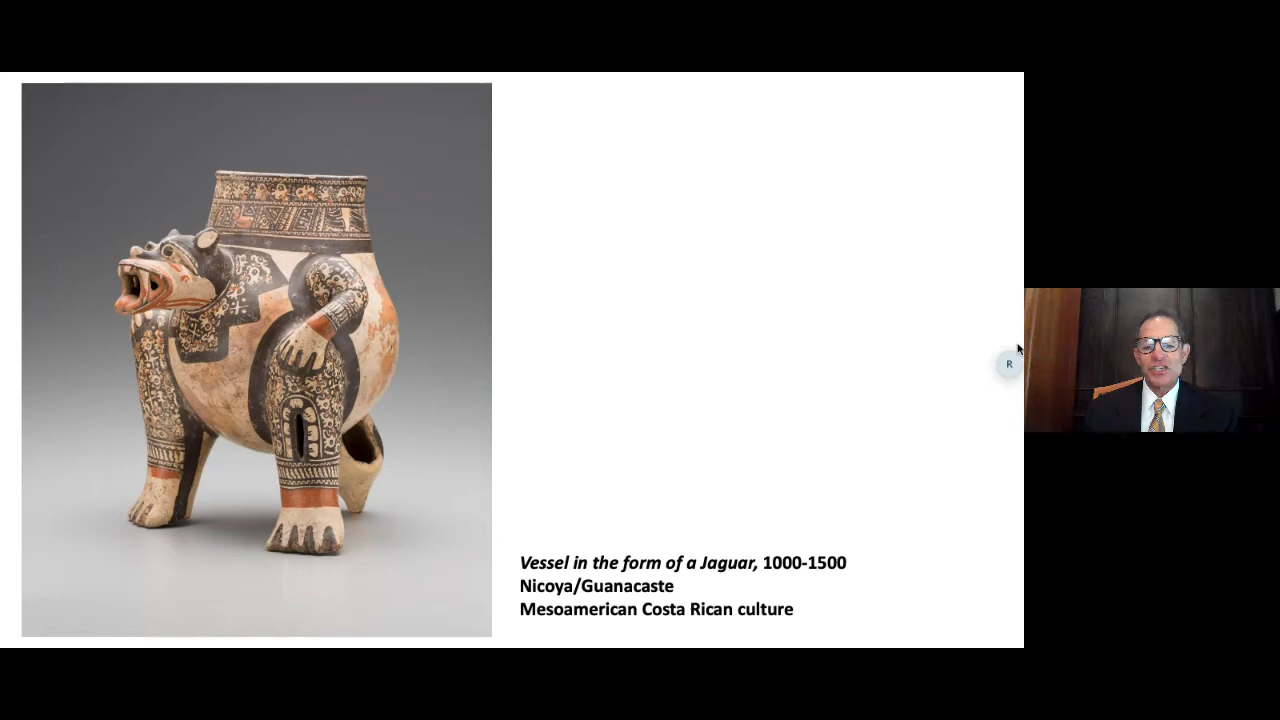 Vessel in the form of a Jaguar, 1000-1500
Nicoya/Guanacaste
Mesoamerican Costa Rican culture
R